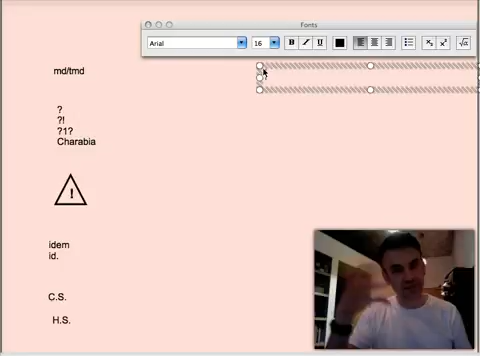 Fonts
Arial 16 B I U √α
md/tmd
?
?!
?1?
Charabia
!
idem
id.
C.S.
H.S.